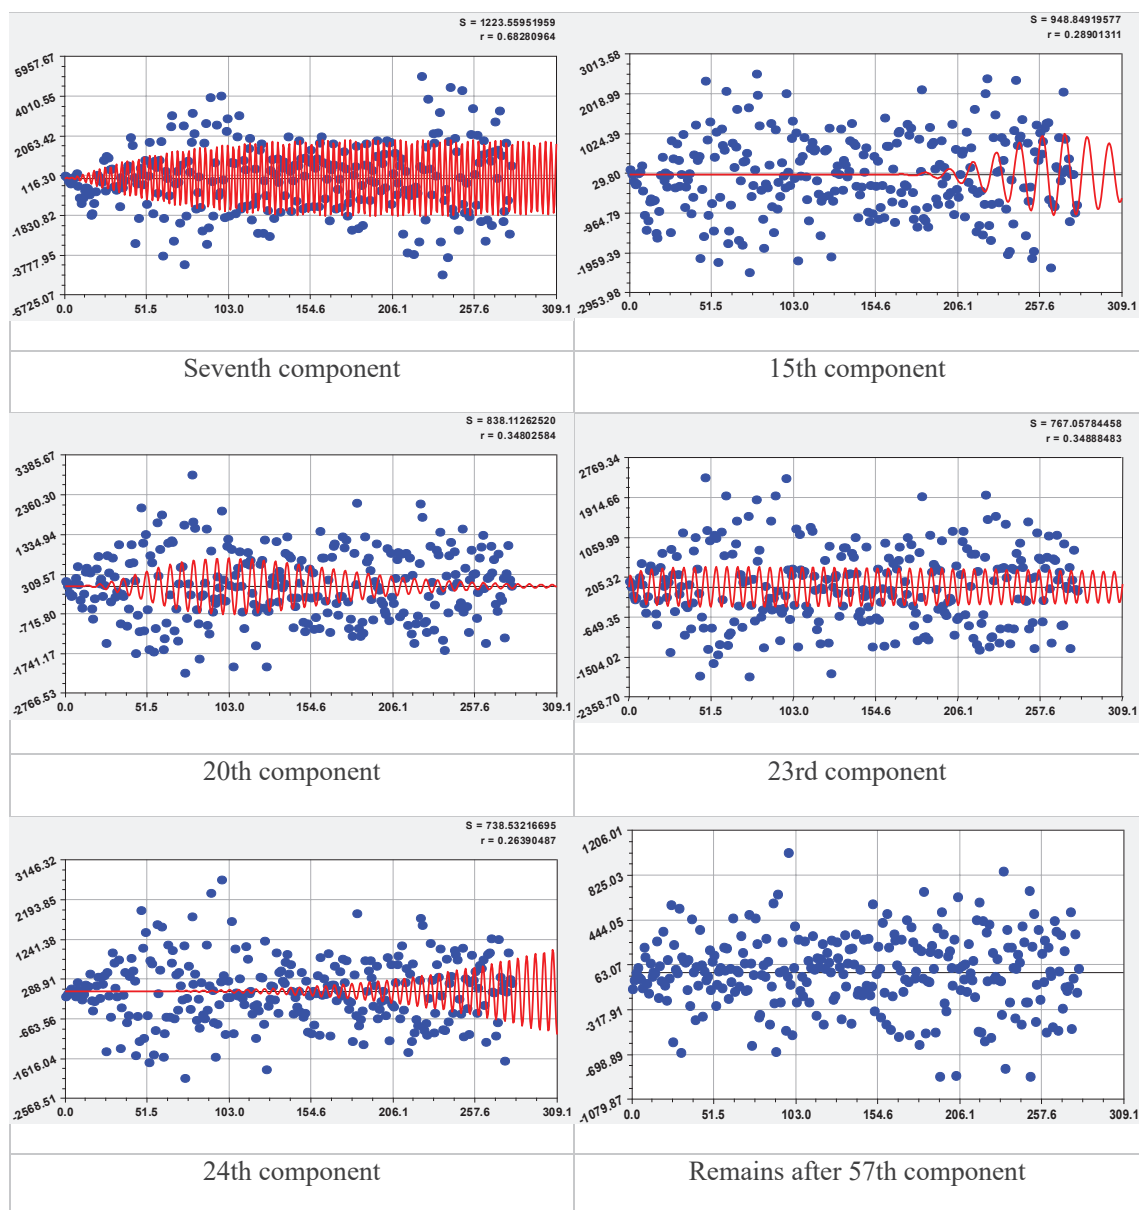 S = 1223.55951959
r = 0.68280964
5957.67
4010.55
2063.42
116.30
-1830.82
-3777.95
-5725.07
0.0 51.5 103.0 154.6 206.1 257.6 309.1
S = 948.84919577
r = 0.28901311
3013.58
2018.99
1024.39
29.80
-964.79
-1959.39
-2953.98
0.0 51.5 103.0 154.6 206.1 257.6 309.1
Seventh component
15th component
S = 838.11262520
r = 0.34802584
3385.67
2360.30
1334.94
309.57
-715.80
-1741.17
-2766.53
0.0 51.5 103.0 154.6 206.1 257.6 309.1
S = 767.05784458
r = 0.34888483
2769.34
1914.66
1059.99
205.32
-649.35
-1504.02
-2358.70
0.0 51.5 103.0 154.6 206.1 257.6 309.1
20th component
23rd component
S = 738.53216695
r = 0.26390487
3146.32
2193.85
1241.38
288.91
-663.56
-1616.04
-2568.51
0.0 51.5 103.0 154.6 206.1 257.6 309.1
1206.01
825.03
444.05
63.07
-317.91
-698.89
-1079.87
0.0 51.5 103.0 154.6 206.1 257.6 309.1
24th component
Remains after 57th component